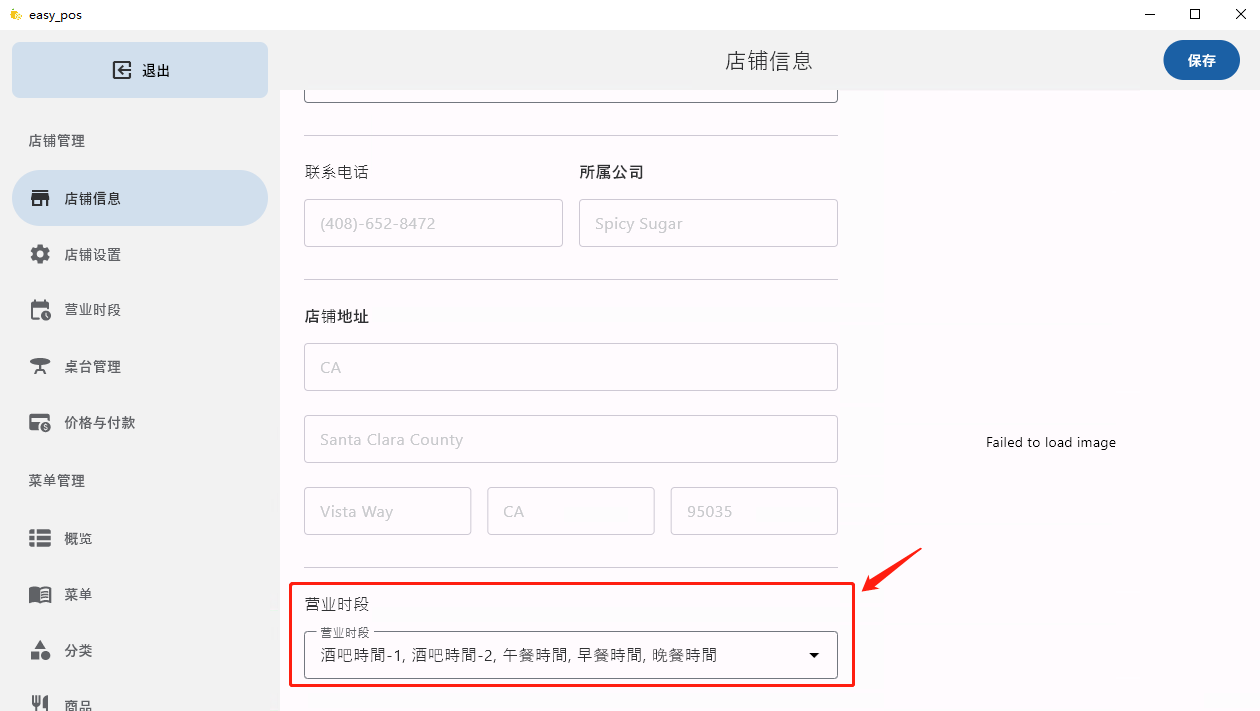 easy_pos
退出
店铺信息
保存
店铺管理
店铺信息
店铺设置
营业时段
桌台管理
价格与付款
菜单管理
概览
菜单
分类
商品
联系电话
所属公司
(408)-652-8472
Spicy Sugar
店铺地址
CA
Santa Clara County
Vista Way
CA
95035
营业时段
营业时段
酒吧時間-1, 酒吧時間-2, 午餐時間, 早餐時間, 晚餐時間
Failed to load image